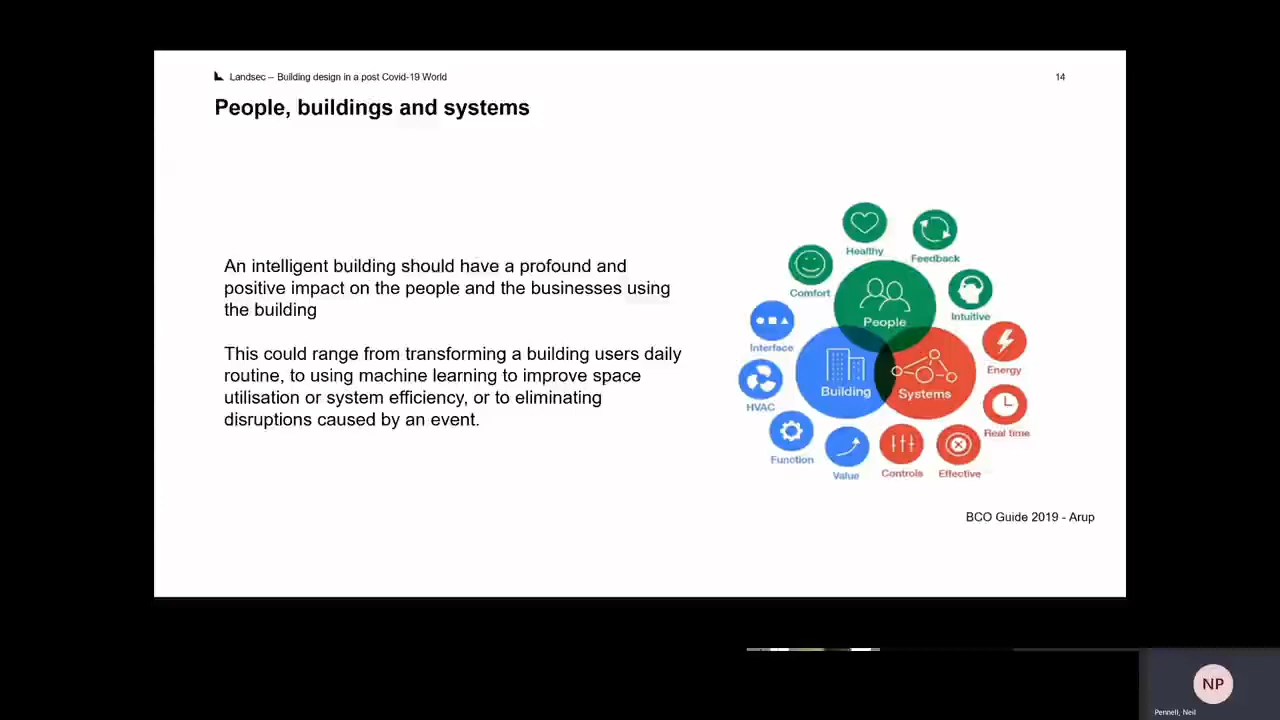 Landsec – Building design in a post Covid-19 World
14
People, buildings and systems
An intelligent building should have a profound and
positive impact on the people and the businesses using
the building
This could range from transforming a building users daily
routine, to using machine learning to improve space
utilisation or system efficiency, or to eliminating
disruptions caused by an event.
Healthy
Feedback
Comfort
Intuitive
People
Interface
Energy
Building
Systems
HVAC
Real time
Function
Value
Controls
Effective
BCO Guide 2019 - Arup
NP
Pennell, Neil